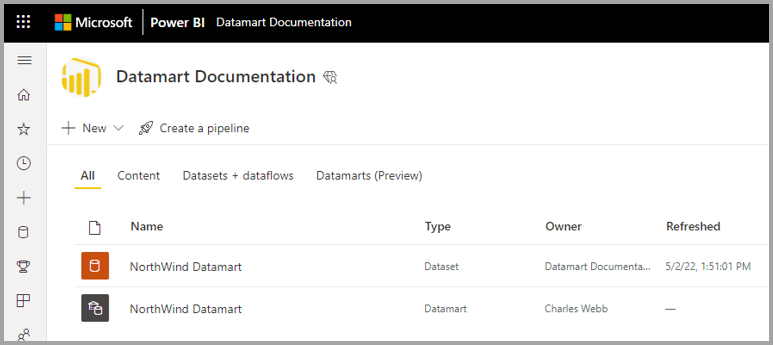 Microsoft Power BI Datamart Documentation
Datamart Documentation
New Create a pipeline
All Content Datasets + dataflows Datamarts (Preview)
Name Type Owner Refreshed
NorthWind Datamart Dataset Datamart Documenta... 5/2/22, 1:51:01 PM
NorthWind Datamart Datamart Charles Webb —